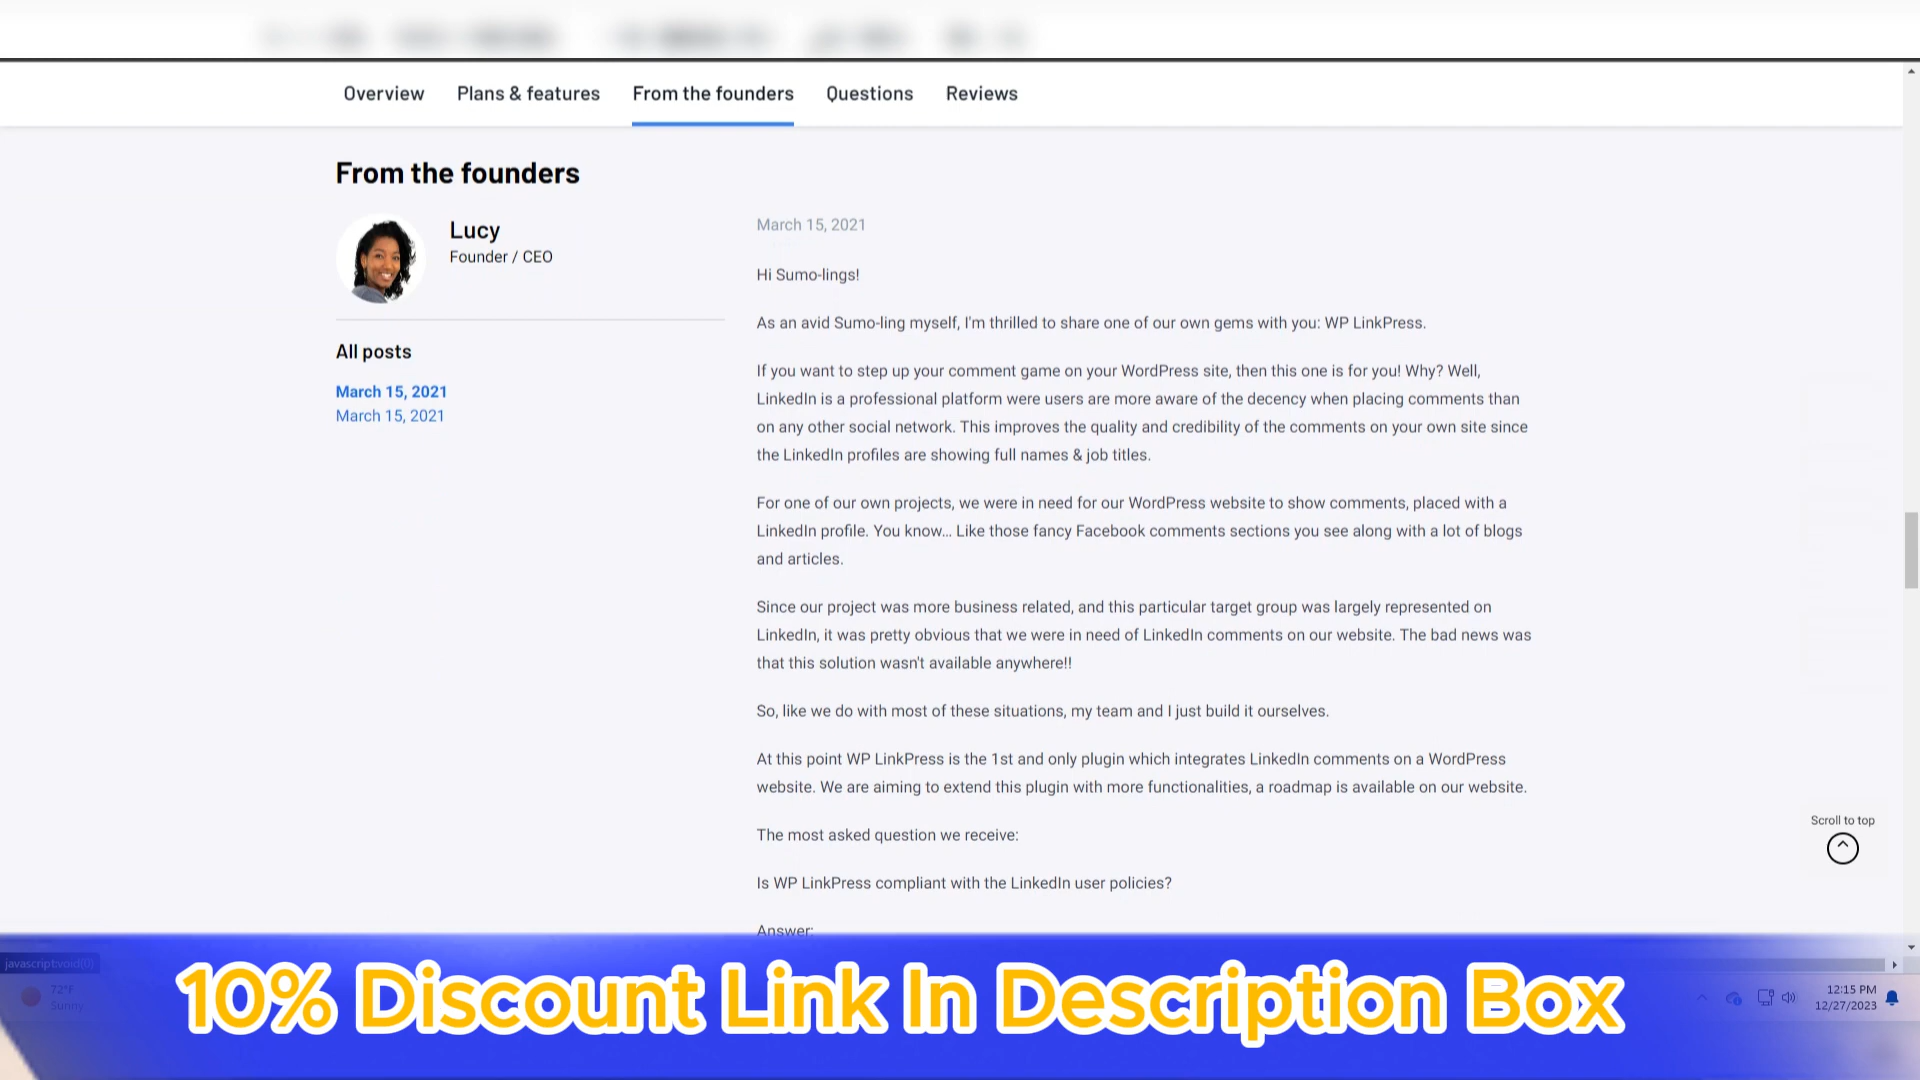 Overview Plans & features From the founders Questions Reviews
From the founders
Lucy
Founder / CEO
All posts
March 15, 2021
March 15, 2021
March 15, 2021
Hi Sumo-lings!
As an avid Sumo-ling myself, I'm thrilled to share one of our own gems with you: WP LinkPress.
If you want to step up your comment game on your WordPress site, then this one is for you! Why? Well,
LinkedIn is a professional platform were users are more aware of the decency when placing comments than
on any other social network. This improves the quality and credibility of the comments on your own site since
the LinkedIn profiles are showing full names & job titles.
For one of our own projects, we were in need for our WordPress website to show comments, placed with a
LinkedIn profile. You know... Like those fancy Facebook comments sections you see along with a lot of blogs
and articles.
Since our project was more business related, and this particular target group was largely represented on
LinkedIn, it was pretty obvious that we were in need of LinkedIn comments on our website. The bad news was
that this solution wasn't available anywhere!!
So, like we do with most of these situations, my team and I just build it ourselves.
At this point WP LinkPress is the 1st and only plugin which integrates LinkedIn comments on a WordPress
website. We are aiming to extend this plugin with more functionalities, a roadmap is available on our website.
The most asked question we receive:
Is WP LinkPress compliant with the LinkedIn user policies?
Answer:
Scroll to top
javascript:void(0)
72°F
Sunny
10% Discount Link In Description Box
12:15 PM
12/27/2023